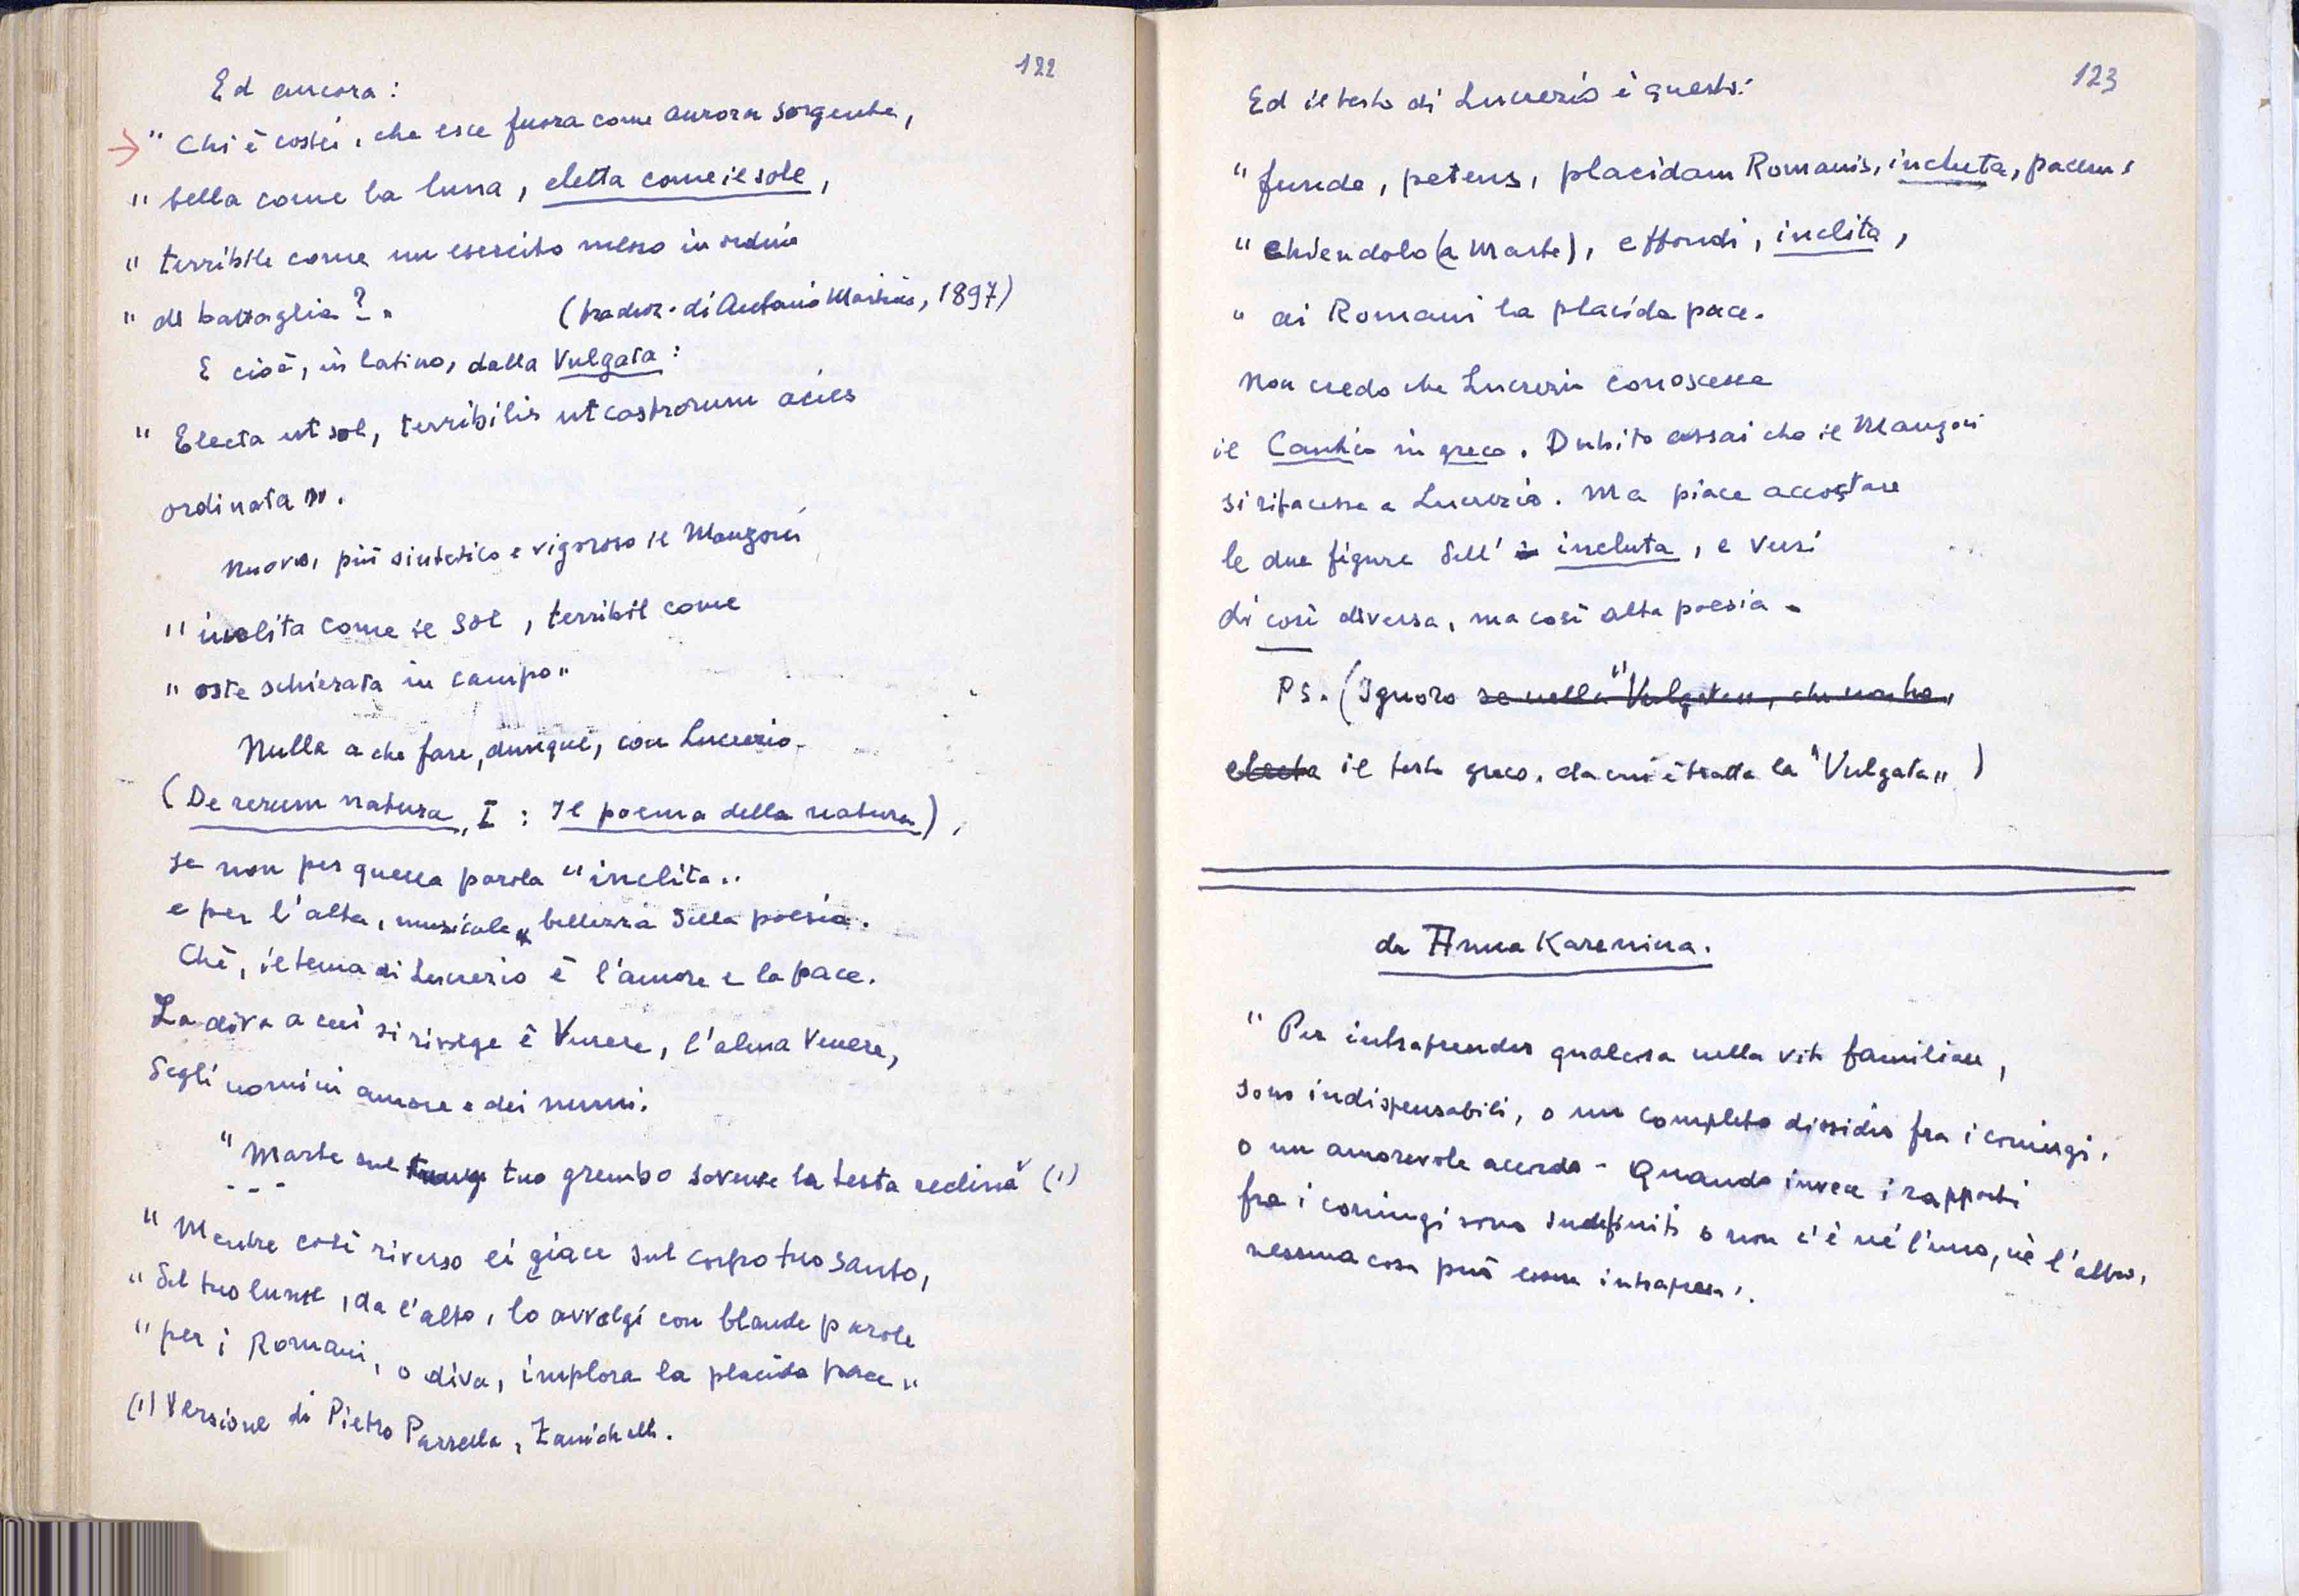 122
Ed ancora:
" Chi è costei, che esce fuora come aurora sorgente,
" bella come la luna, eletta come il sole,
" terribile come un esercito messo in ordine
" di battaglia?" (traduz. di Antonio Martini, 1897)
E cioè, in latino, dalla Vulgata:
" Electa ut sol, terribilis ut castrorum acies
ordinata".
Nuovo, più sintetico e vigoroso il Manzoni
" inclita come il sol, terribil come
" oste schierata in campo"
Nulla a che fare, dunque, con Lucrezio
(De rerum natura, I : Il poema della natura),
se non per quella parola "inclita"
e per l'alta, musicale bellezza della poesia.
Chè, il tema di Lucrezio è l'amore e la pace.
La diva a cui si rivolge è Venere, l'alma Venere,
degli uomini amore e dei numi.
" Marte sul tuo grembo sovente la testa reclina" (1)
- - -
" Mentre così riverso ei giace sul corpo tuo santo,
" del tuo lume, da l'alto, lo avvolgi con blande parole
" per i Romani, o diva, implora la placida pace"
(1) Versione di Pietro Parrella, Zanichelli.
123
Ed il testo di Lucrezio è questo:
" funde, petens, placidam Romanis, incluta, pacem,
" chiendolo (a Marte), effondi, inclita,
" ai Romani la placida pace.
Non credo che Lucrezio conoscesse
il Cantico in greco. Dubito assai che il Manzoni
si rifacesse a Lucrezio. Ma piace accostare
le due figure dell' incluta, e versi
di così diversa, ma così alta poesia.
PS. (Ignoro se nella "Vulgata", che non ho,
electa il testo greco, da cui è tratta la "Vulgata")
da Anna Karenina.
" Per intraprender qualcosa nella vita familiare,
sono indispensabili, o un completo dissidio fra i coniugi,
o un amorevole accordo - Quando invece i rapporti
fra i coniugi sono indefiniti o non c'è né l'uno, nè l'altro,
nessuna cosa può esser intrapresa".